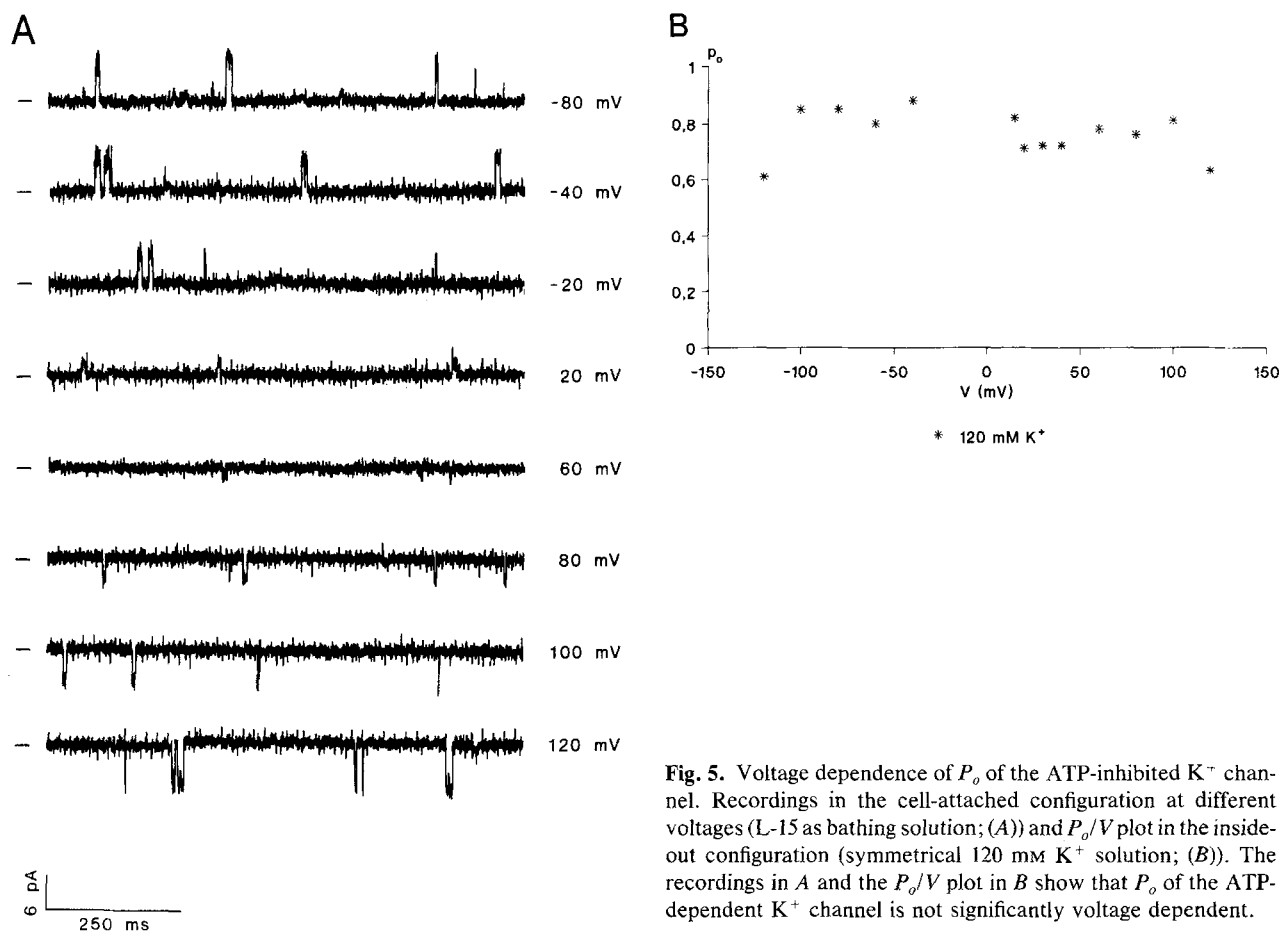 A
-80 mV
-40 mV
-20 mV
20 mV
60 mV
80 mV
100 mV
120 mV
6 pA
250 ms
B
Po
1
0,8
0,6
0,4
0,2
0
-150
-100
-50
0
50
100
150
V (mV)
* 120 mM K+
Fig. 5. Voltage dependence of Po of the ATP-inhibited K+ chan-
nel. Recordings in the cell-attached configuration at different
voltages (L-15 as bathing solution; (A)) and Po/V plot in the inside-
out configuration (symmetrical 120 mM K+ solution; (B)). The
recordings in A and the Po/V plot in B show that Po of the ATP-
dependent K+ channel is not significantly voltage dependent.